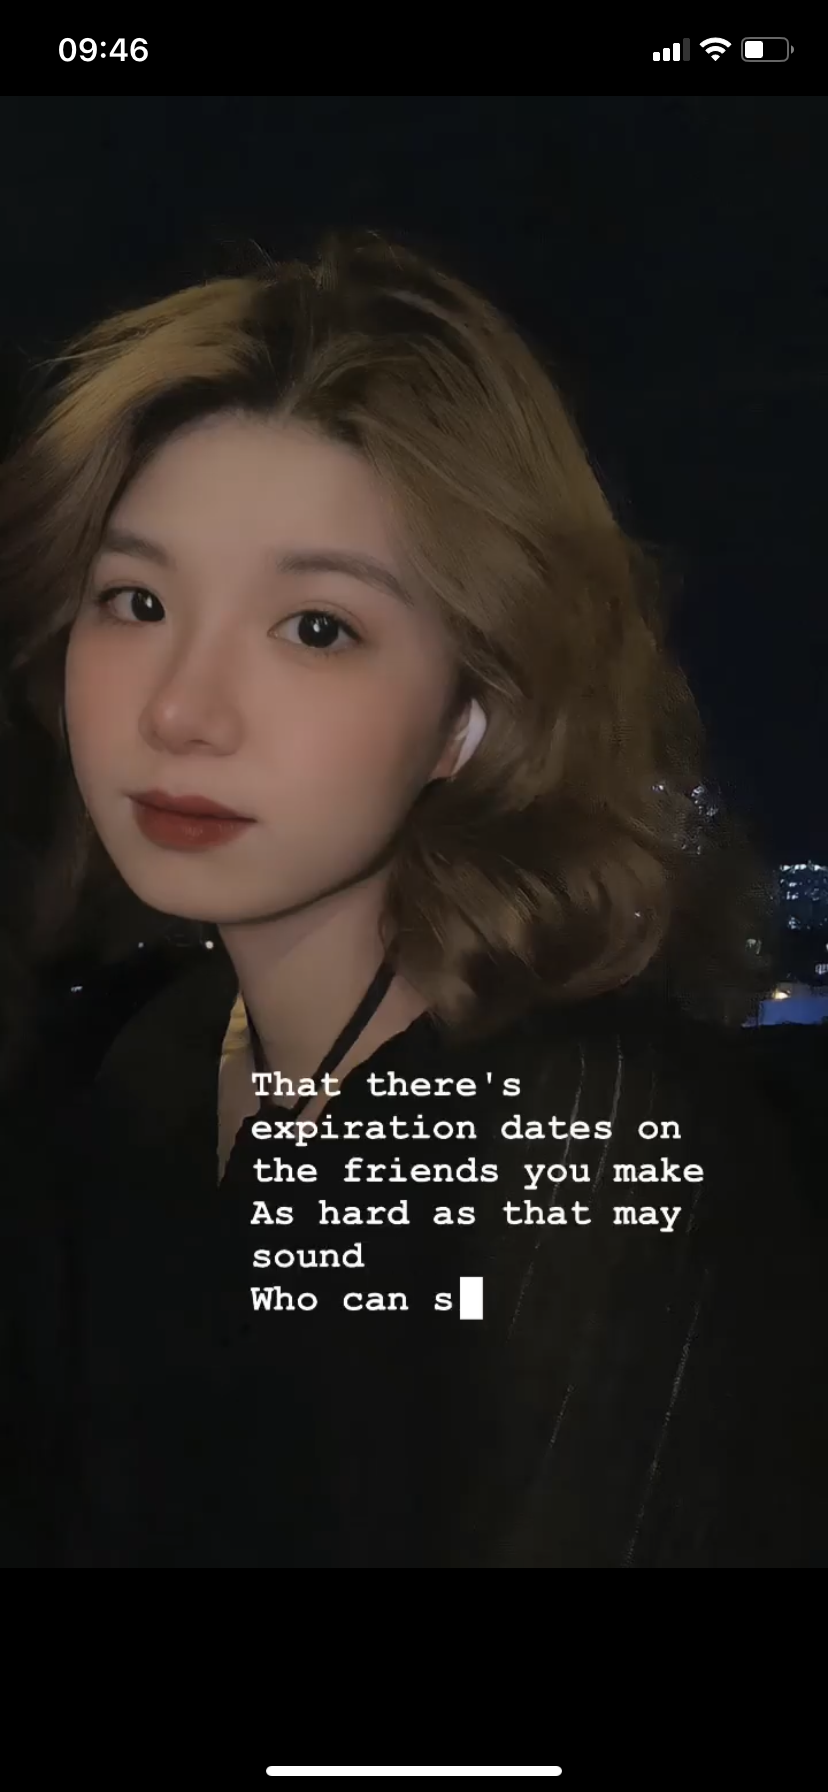 09:46
That there's
expiration dates on
the friends you make
As hard as that may
sound
Who can s